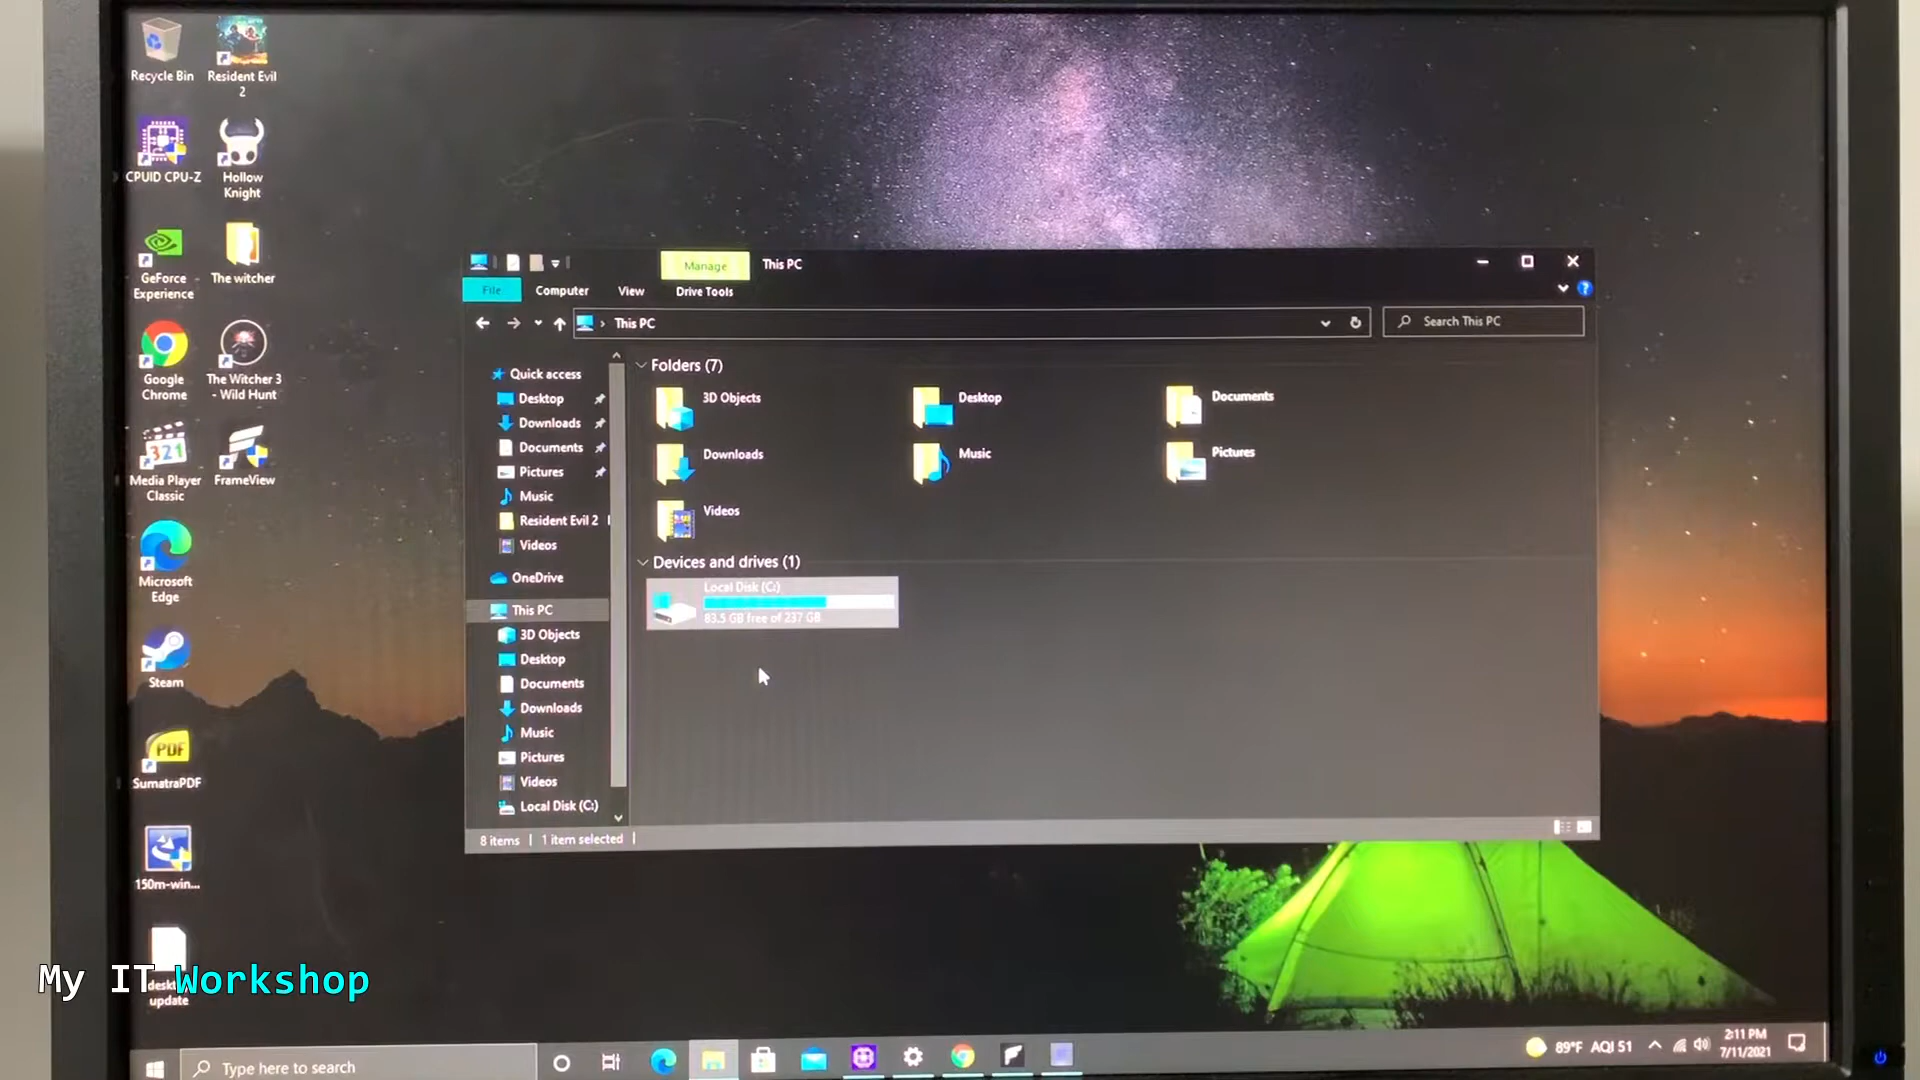 Recycle Bin
Resident Evil
2
CPUID CPU-Z
Hollow
Knight
GeForce
Experience
The witcher
Google
Chrome
The Witcher 3
- Wild Hunt
Media Player
Classic
FrameView
Microsoft
Edge
Steam
PDF
SumatraPDF
150m-win...
update
Manage
This PC
File
Computer
View
Drive Tools
This PC
Search This PC
Quick access
Desktop
Downloads
Documents
Pictures
Music
Resident Evil 2
Videos
OneDrive
This PC
3D Objects
Desktop
Documents
Downloads
Music
Pictures
Videos
Local Disk (C:)
Folders (7)
3D Objects
Desktop
Documents
Downloads
Music
Pictures
Videos
Devices and drives (1)
Local Disk (C:)
83.5 GB free of 237 GB
8 items
1 item selected
My IT Workshop
Type here to search
89°F AQI 51
2:11 PM
7/11/2021